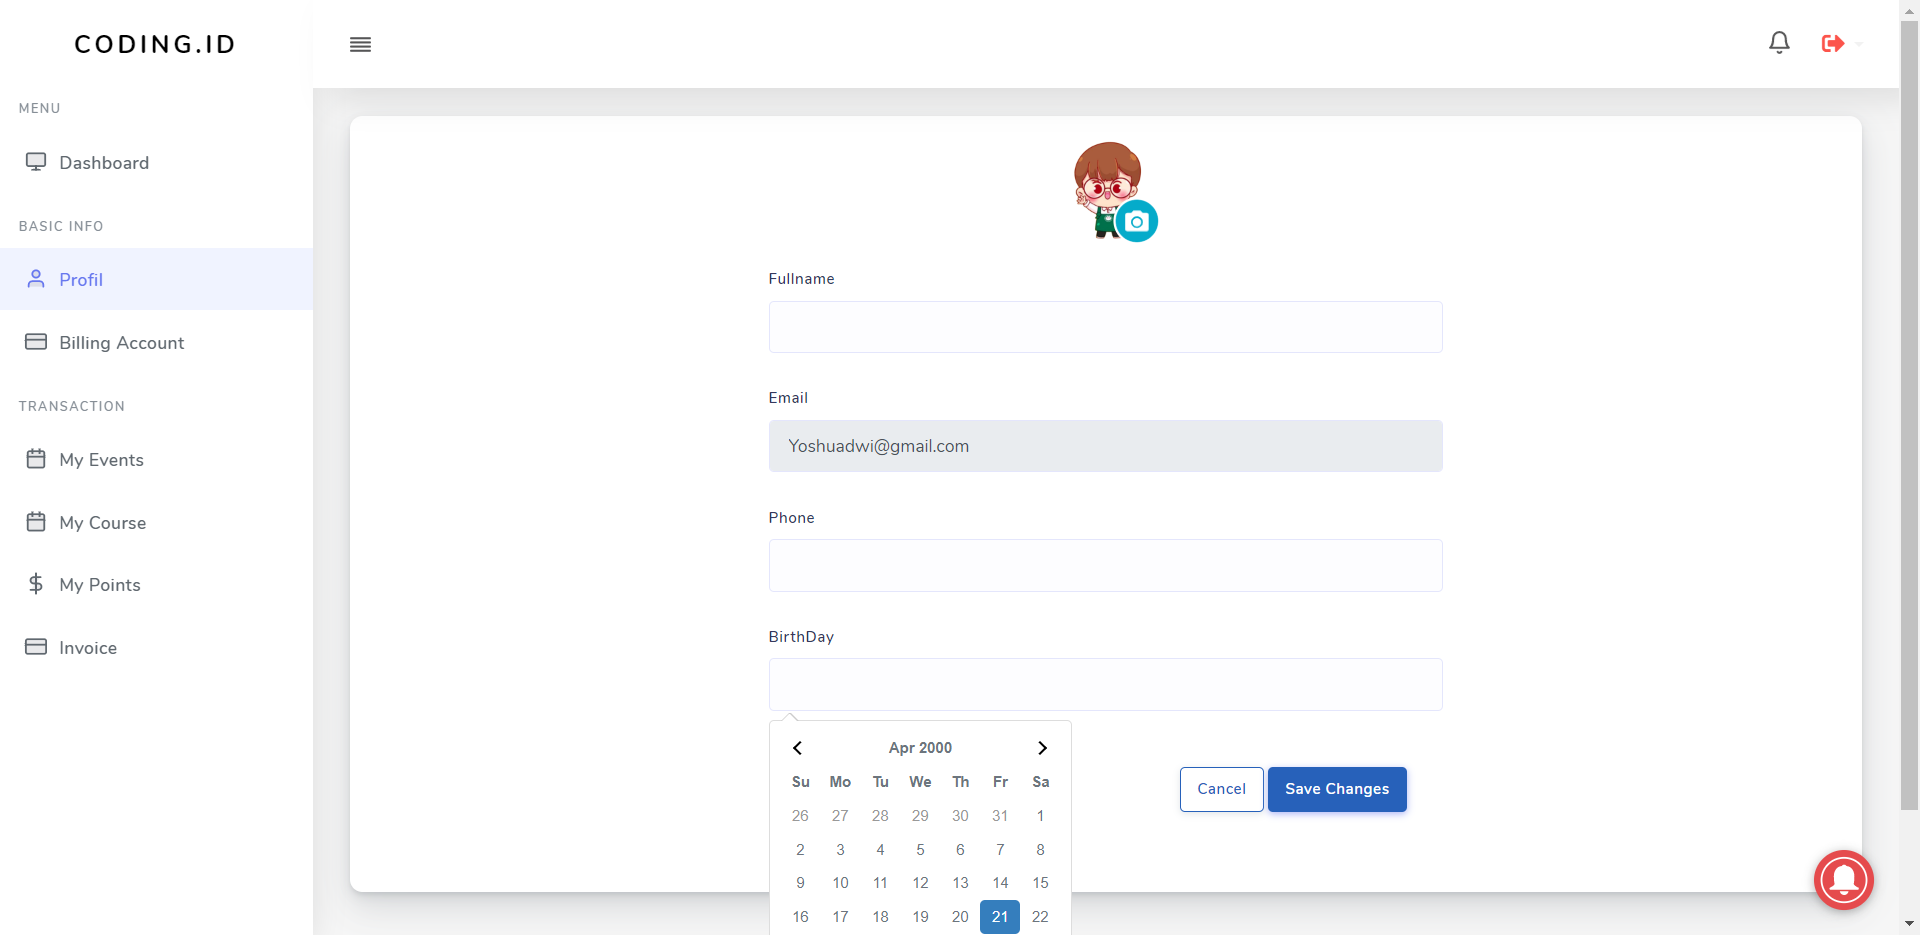 CODING.ID
MENU
Dashboard
BASIC INFO
Profil
Billing Account
TRANSACTION
My Events
My Course
My Points
Invoice
Fullname
Email
Yoshuadwi@gmail.com
Phone
BirthDay
Apr 2000
Su Mo Tu We Th Fr Sa
26 27 28 29 30 31 1
2 3 4 5 6 7 8
9 10 11 12 13 14 15
16 17 18 19 20 21 22
Cancel
Save Changes